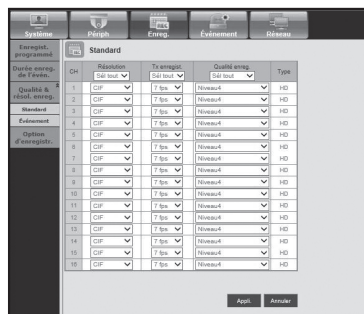 Système Périph. Enreg. Événement Réseau
Enregist. programmé
Durée enreg. de l'évén.
Qualité & résol. enreg.
Standard
Événement
Option d'enregistr.
Standard
CH Résolution Tx enregist. Qualité enreg. Type
Sél tout Sél tout Sél tout
1 CIF 7 fps Niveau4 HD
2 CIF 7 fps Niveau4 HD
3 CIF 7 fps Niveau4 HD
4 CIF 7 fps Niveau4 HD
5 CIF 7 fps Niveau4 HD
6 CIF 7 fps Niveau4 HD
7 CIF 7 fps Niveau4 HD
8 CIF 7 fps Niveau4 HD
9 CIF 7 fps Niveau4 HD
10 CIF 7 fps Niveau4 HD
11 CIF 7 fps Niveau4 HD
12 CIF 7 fps Niveau4 HD
13 CIF 7 fps Niveau4 HD
14 CIF 7 fps Niveau4 HD
15 CIF 7 fps Niveau4 HD
16 CIF 7 fps Niveau4 HD
Appli. Annuler